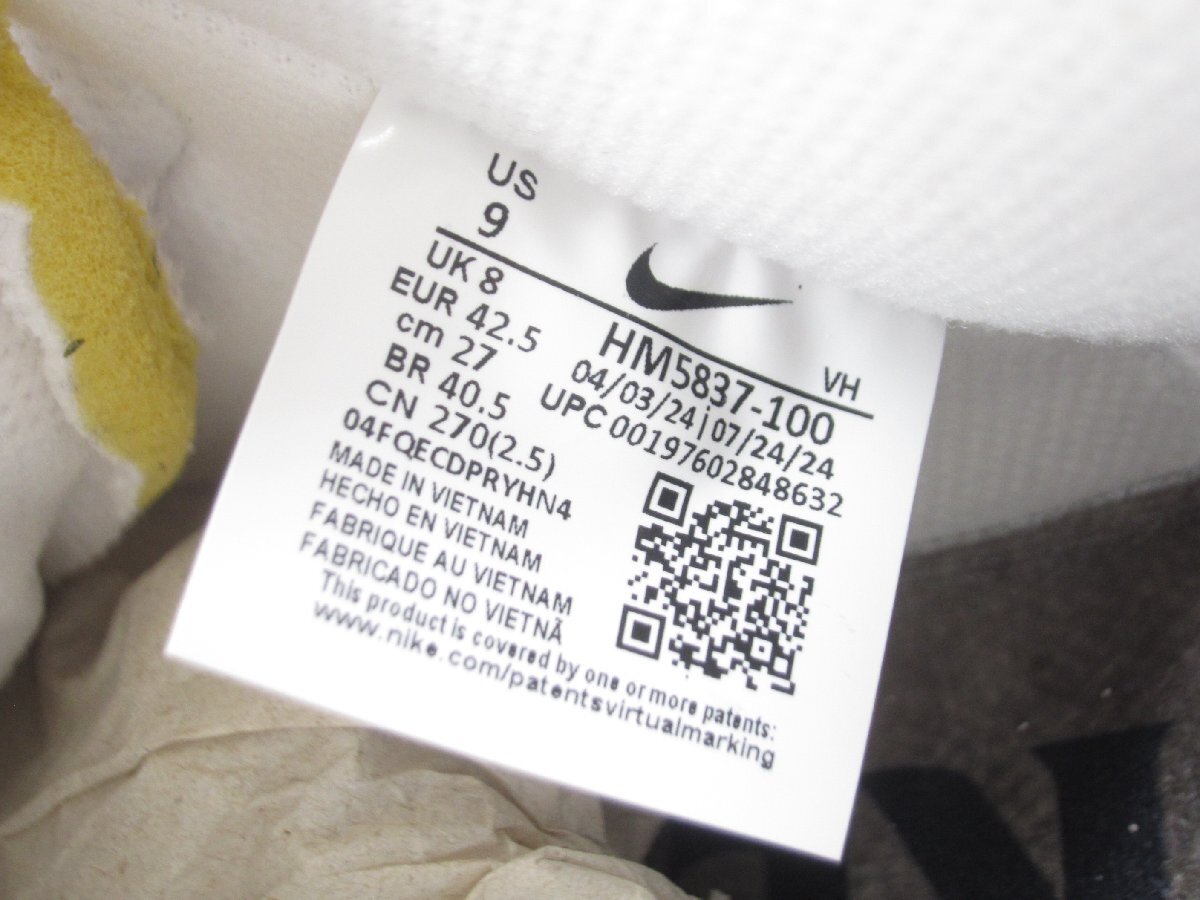 US
9
UK 8
EUR 42.5
cm 27
BR 40.5
CN 270(2.5)
04FQECDPRYHN4
MADE IN VIETNAM
HECHO EN VIETNAM
FABRIQUE AU VIETNAM
FABRICADO NO VIETNÃ
This product is covered by one or more patents:
www.nike.com/patentsvirtualmarking
VH
HM5837-100
04/03/24|07/24/24
UPC 00197602848632